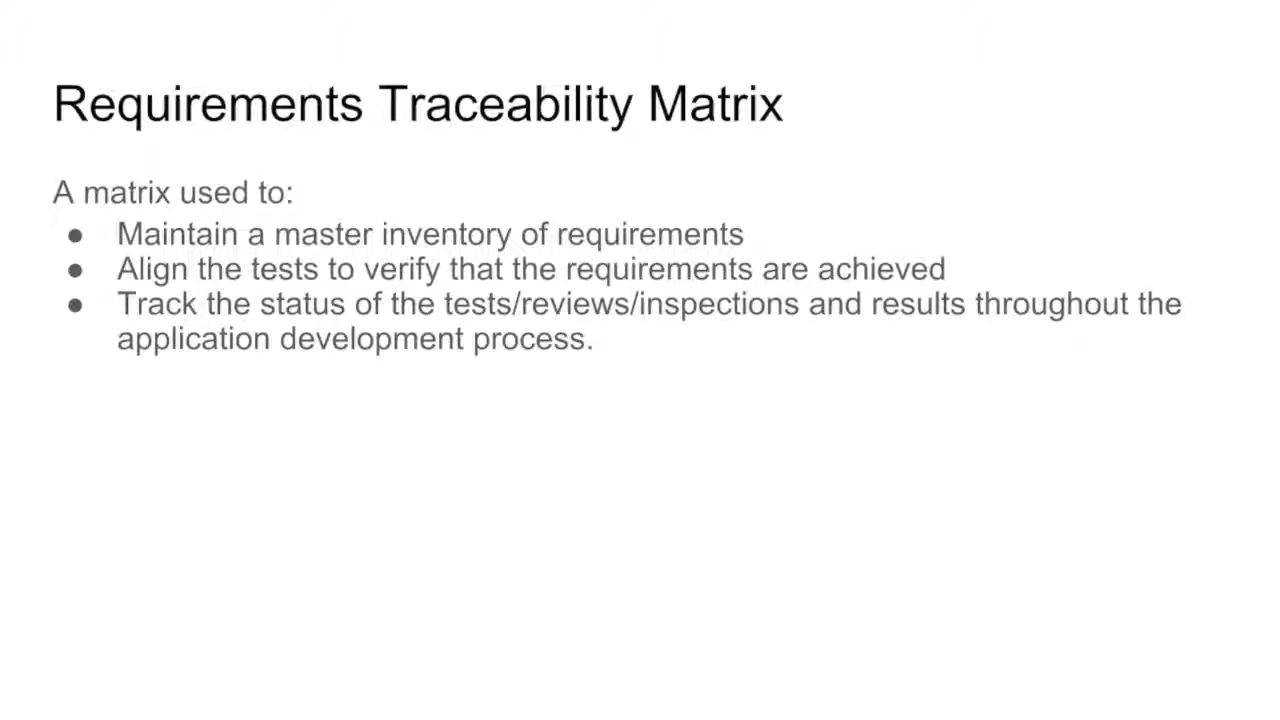 Requirements Traceability Matrix
A matrix used to:
● Maintain a master inventory of requirements
● Align the tests to verify that the requirements are achieved
● Track the status of the tests/reviews/inspections and results throughout the
application development process.